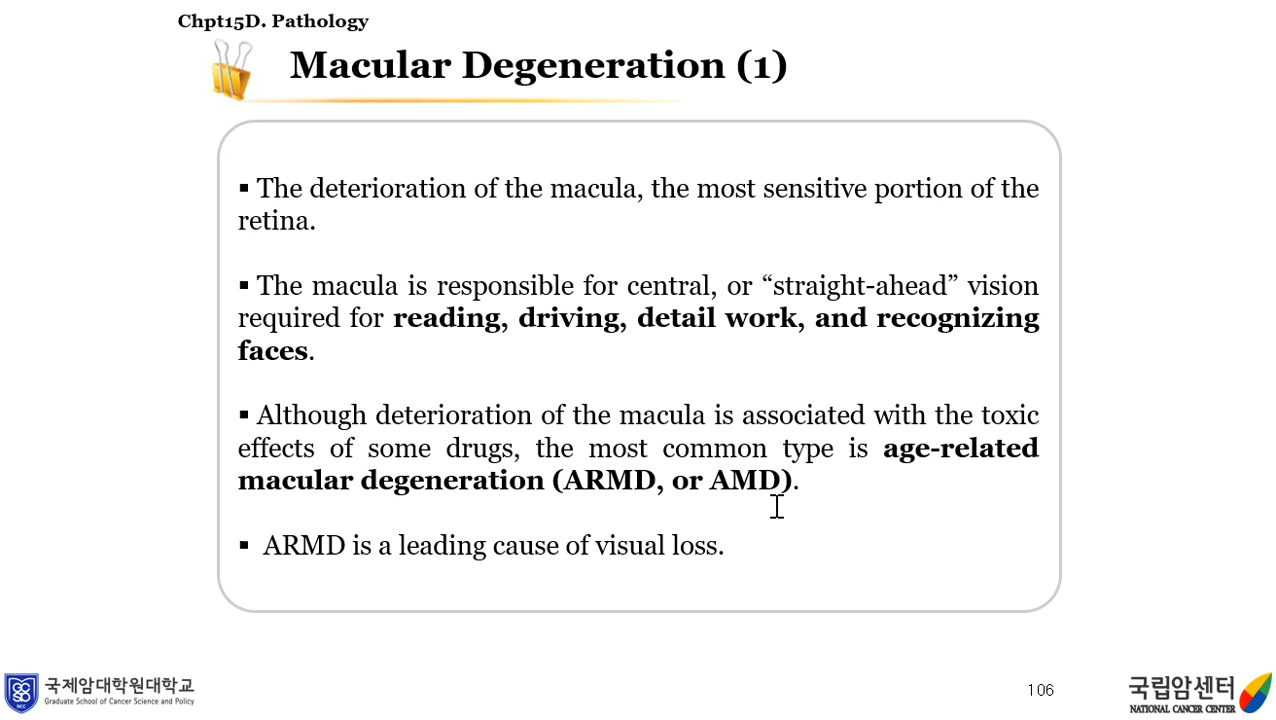 Chpt15D. Pathology
Macular Degeneration (1)
▪ The deterioration of the macula, the most sensitive portion of the
retina.
▪ The macula is responsible for central, or “straight-ahead” vision
required for reading, driving, detail work, and recognizing
faces.
▪ Although deterioration of the macula is associated with the toxic
effects of some drugs, the most common type is age-related
macular degeneration (ARMD, or AMD).
▪ ARMD is a leading cause of visual loss.
NCC
국제암대학원대학교
Graduate School of Cancer Science and Policy
106
국립암센터
NATIONAL CANCER CENTER